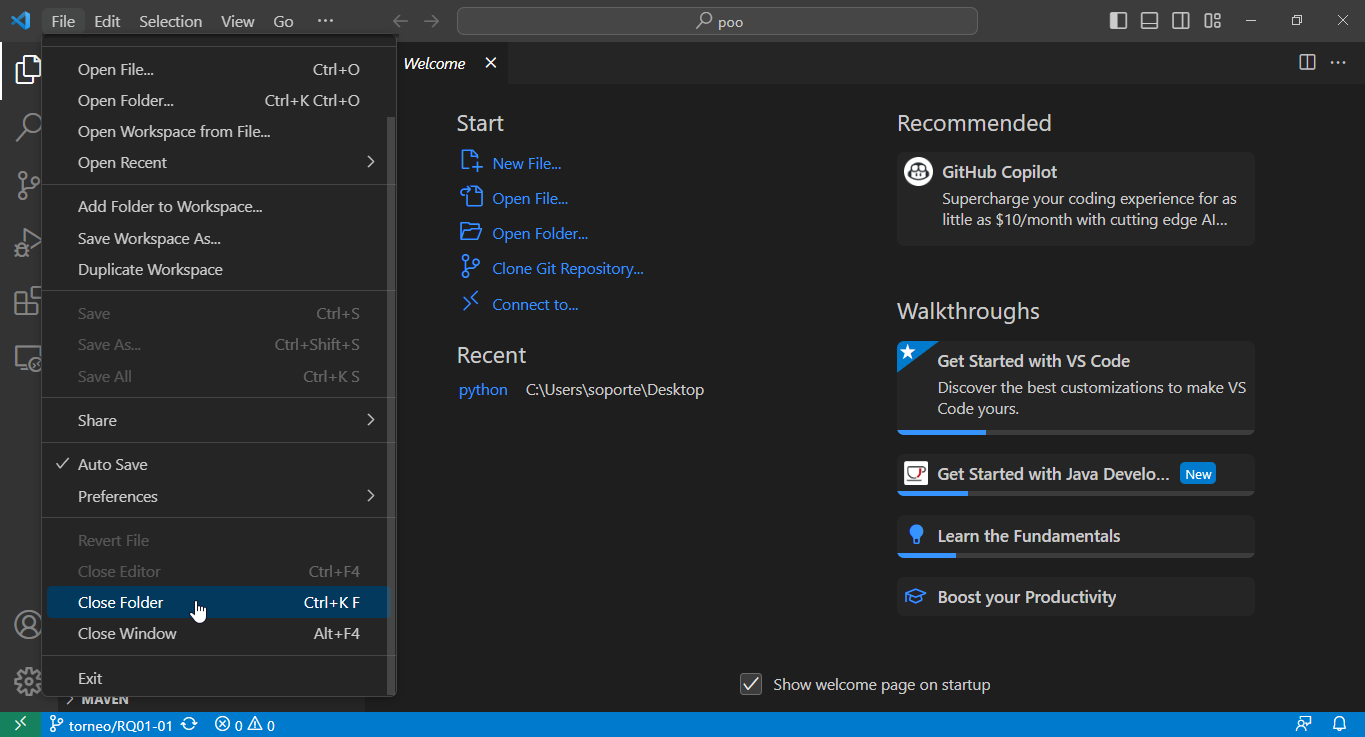 File Edit Selection View Go ···
poo
Open File... Ctrl+O
Open Folder... Ctrl+K Ctrl+O
Open Workspace from File...
Open Recent
Add Folder to Workspace...
Save Workspace As...
Duplicate Workspace
Save Ctrl+S
Save As... Ctrl+Shift+S
Save All Ctrl+K S
Share
Auto Save
Preferences
Revert File
Close Editor Ctrl+F4
Close Folder Ctrl+K F
Close Window Alt+F4
Exit
MAVEN
Welcome
Start
New File...
Open File...
Open Folder...
Clone Git Repository...
Connect to...
Recent
python C:\Users\soporte\Desktop
Recommended
GitHub Copilot
Supercharge your coding experience for as
little as $10/month with cutting edge AI...
Walkthroughs
Get Started with VS Code
Discover the best customizations to make VS
Code yours.
Get Started with Java Develo... New
Learn the Fundamentals
Boost your Productivity
Show welcome page on startup
torneo/RQ01-01 0 0